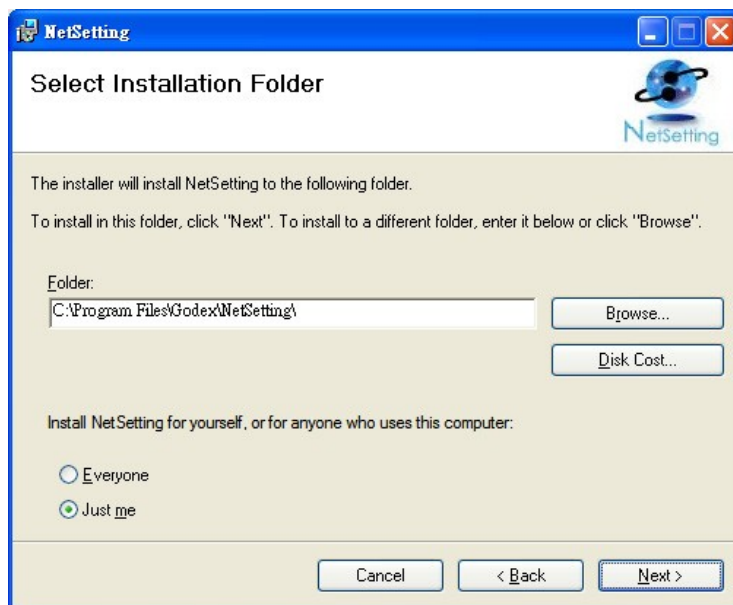 NetSetting
Select Installation Folder
NetSetting
The installer will install NetSetting to the following folder.
To install in this folder, click "Next". To install to a different folder, enter it below or click "Browse".
Folder:
C:\Program Files\Godex\NetSetting\
Browse...
Disk Cost...
Install NetSetting for yourself, or for anyone who uses this computer:
Everyone
Just me
Cancel
< Back
Next >